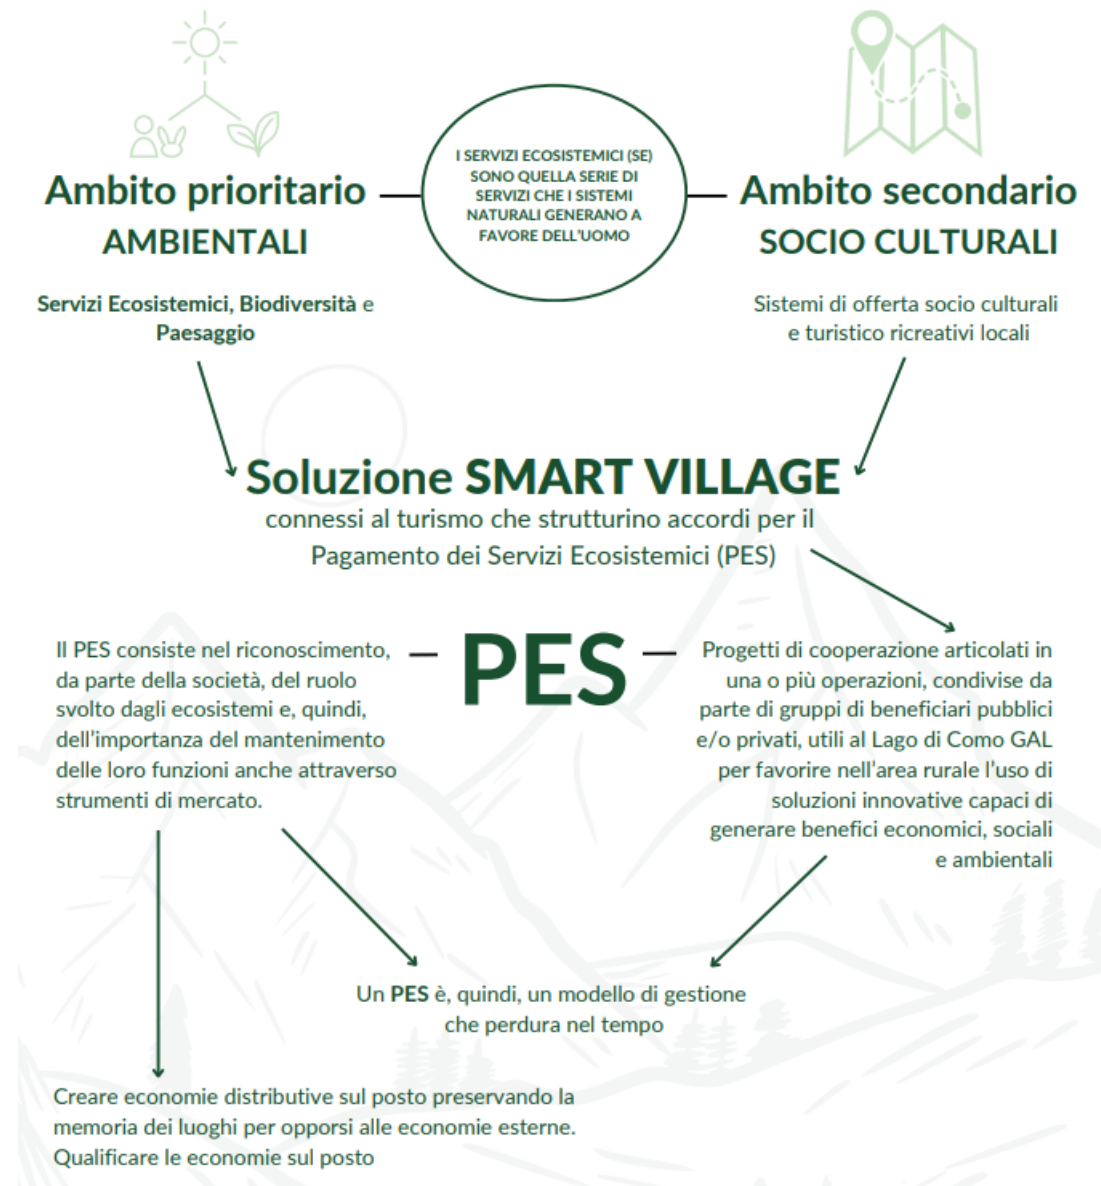 I SERVIZI ECOSISTEMICI (SE)
SONO QUELLA SERIE DI
SERVIZI CHE I SISTEMI
NATURALI GENERANO A
FAVORE DELL'UOMO
Ambito prioritario
AMBIENTALI
Servizi Ecosistemici, Biodiversità e
Paesaggio
Ambito secondario
SOCIO CULTURALI
Sistemi di offerta socio culturali
e turistico ricreativi locali
Soluzione SMART VILLAGE
connessi al turismo che strutturino accordi per il
Pagamento dei Servizi Ecosistemici (PES)
PES
Il PES consiste nel riconoscimento,
da parte della società, del ruolo
svolto dagli ecosistemi e, quindi,
dell'importanza del mantenimento
delle loro funzioni anche attraverso
strumenti di mercato.
Progetti di cooperazione articolati in
una o più operazioni, condivise da
parte di gruppi di beneficiari pubblici
e/o privati, utili al Lago di Como GAL
per favorire nell'area rurale l'uso di
soluzioni innovative capaci di
generare benefici economici, sociali
e ambientali
Un PES è, quindi, un modello di gestione
che perdura nel tempo
Creare economie distributive sul posto preservando la
memoria dei luoghi per opporsi alle economie esterne.
Qualificare le economie sul posto